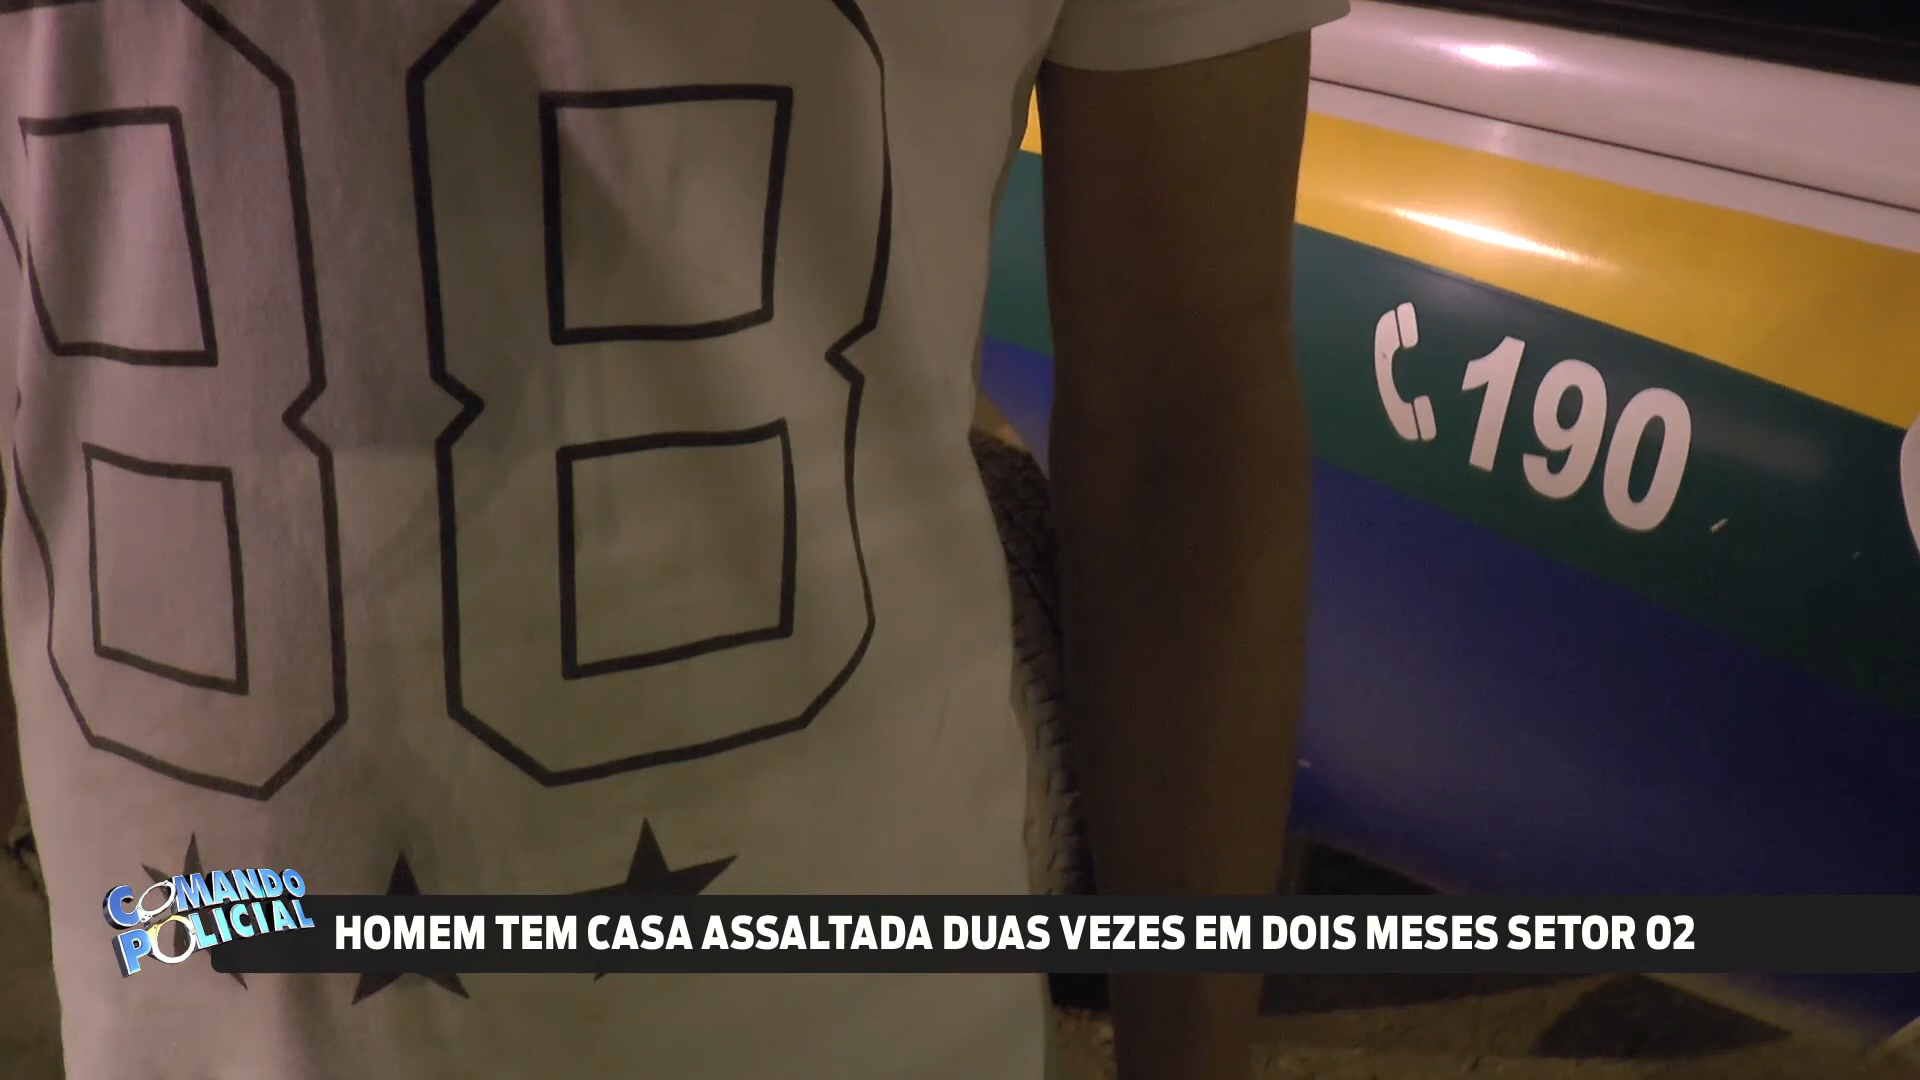 88
190
COMANDO
POLICIAL
HOMEM TEM CASA ASSALTADA DUAS VEZES EM DOIS MESES SETOR 02